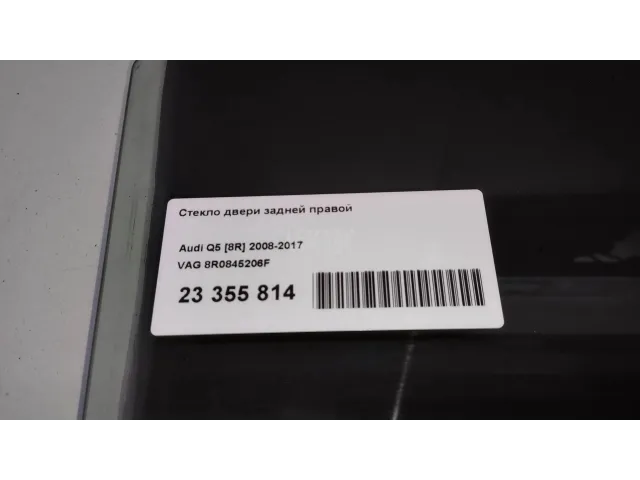 Стекло двери задней правой
Audi Q5 [8R] 2008-2017
VAG 8R0845206F
23 355 814